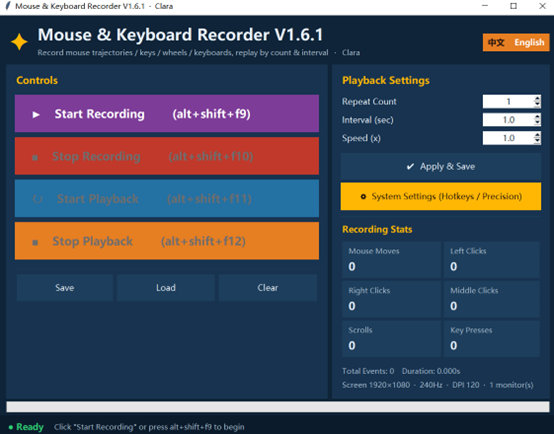 Mouse & Keyboard Recorder V1.6.1 · Clara
Mouse & Keyboard Recorder V1.6.1
Record mouse trajectories / keys / wheels / keyboards, replay by count & interval · Clara
中文 English
Controls
Start Recording (alt+shift+f9)
Stop Recording (alt+shift+f10)
Start Playback (alt+shift+f11)
Stop Playback (alt+shift+f12)
Save Load Clear
Playback Settings
Repeat Count 1
Interval (sec) 1.0
Speed (x) 1.0
✔ Apply & Save
System Settings (Hotkeys / Precision)
Recording Stats
Mouse Moves Left Clicks
0 0
Right Clicks Middle Clicks
0 0
Scrolls Key Presses
0 0
Total Events: 0 Duration: 0.000s
Screen 1920×1080 · 240Hz · DPI 120 · 1 monitor(s)
● Ready Click "Start Recording" or press alt+shift+f9 to begin